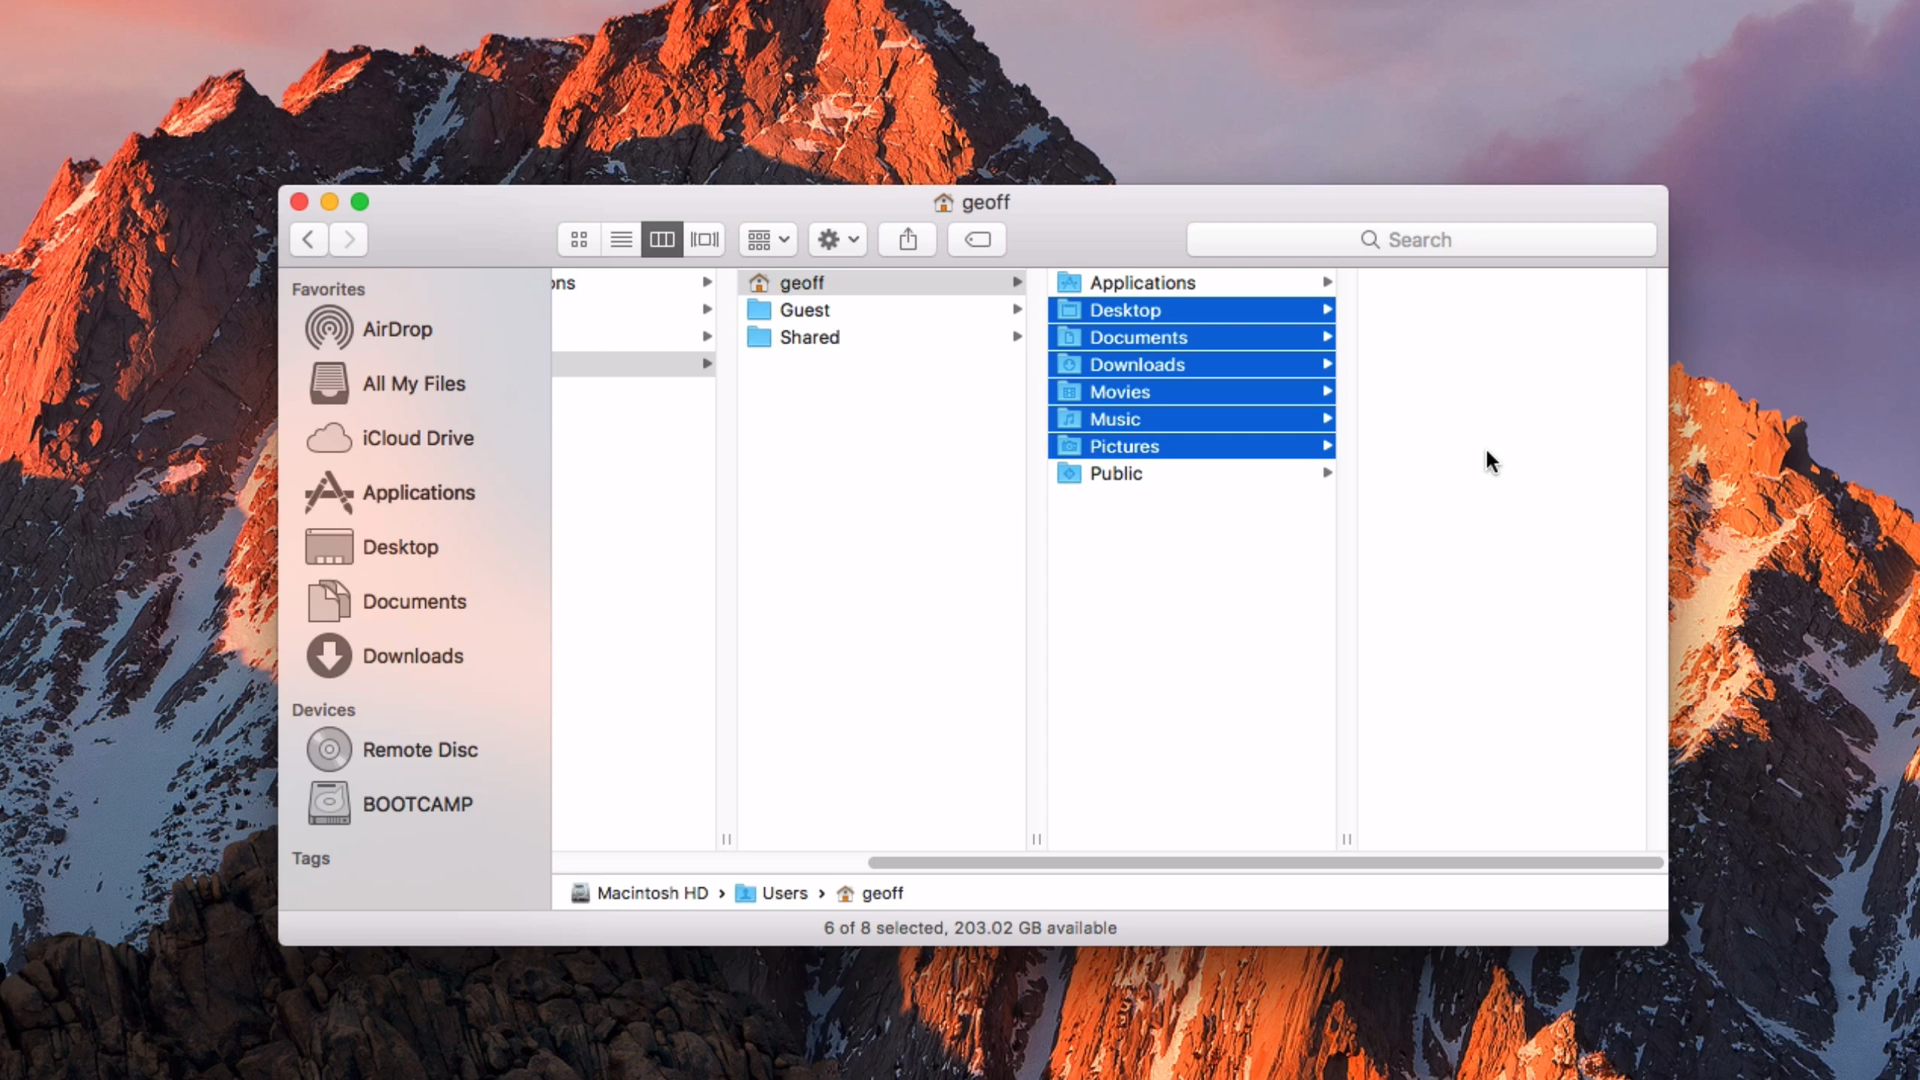 geoff
Search
Favorites
AirDrop
All My Files
iCloud Drive
Applications
Desktop
Documents
Downloads
Devices
Remote Disc
BOOTCAMP
Tags
ons
geoff
Guest
Shared
Applications
Desktop
Documents
Downloads
Movies
Music
Pictures
Public
Macintosh HD › Users › geoff
6 of 8 selected, 203.02 GB available